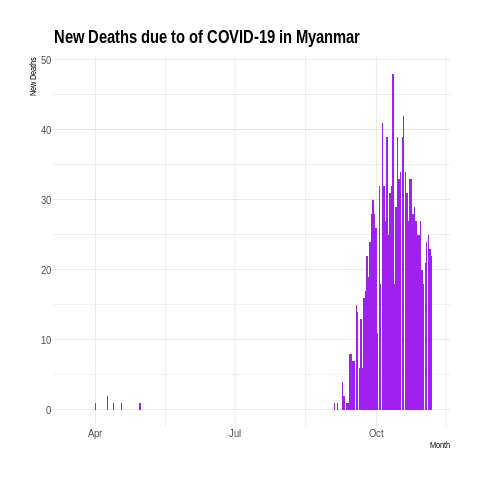 New Deaths due to of COVID-19 in Myanmar
New Deaths
50
40
30
20
10
0
Apr
Jul
Oct
Month